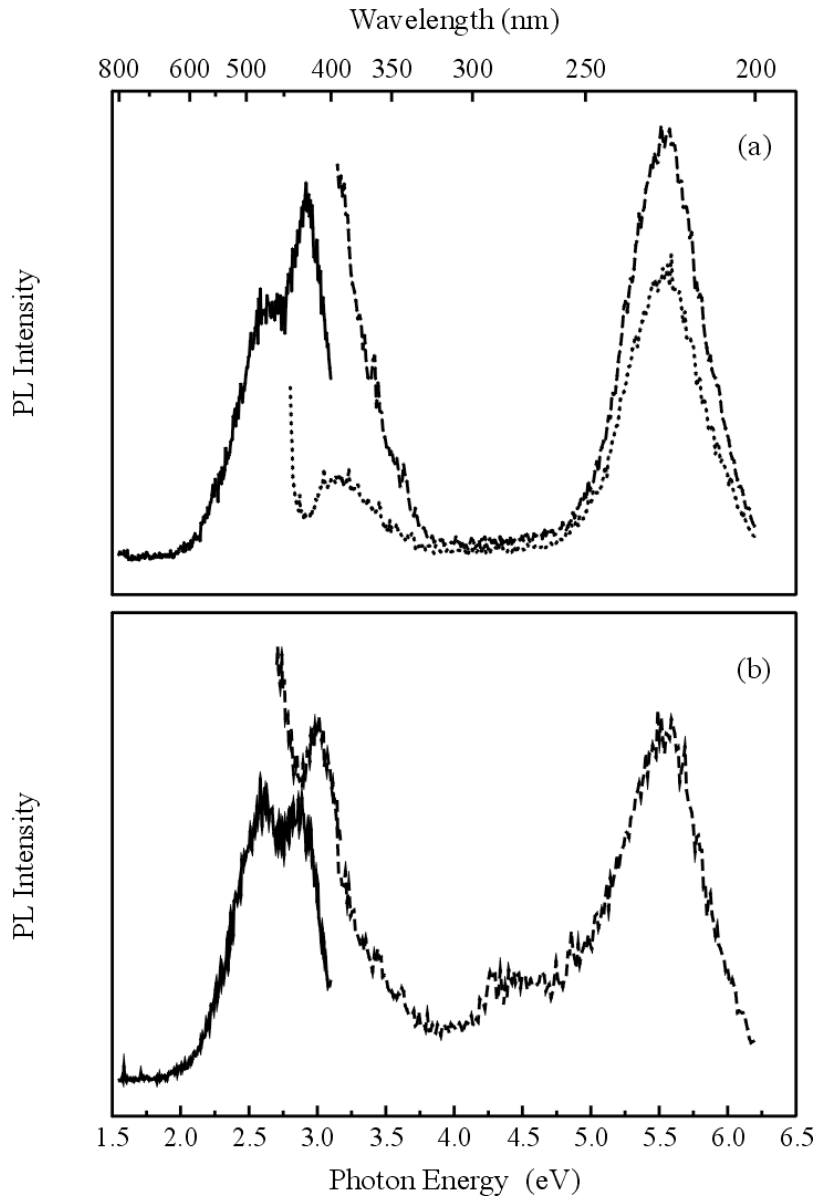 Wavelength (nm)
800 600 500 400 350 300 250 200
(a)
PL Intensity
(b)
PL Intensity
1.5 2.0 2.5 3.0 3.5 4.0 4.5 5.0 5.5 6.0 6.5
Photon Energy (eV)